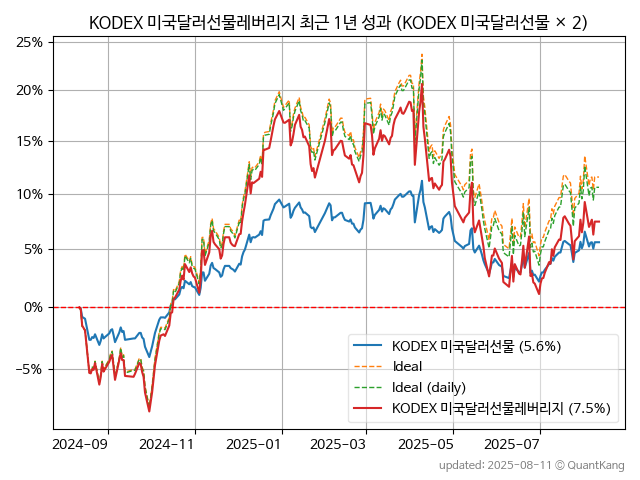 KODEX 미국달러선물레버리지 최근 1년 성과 (KODEX 미국달러선물 × 2)
25%
20%
15%
10%
5%
0%
−5%
KODEX 미국달러선물 (5.6%)
Ideal
Ideal (daily)
KODEX 미국달러선물레버리지 (7.5%)
2024-09 2024-11 2025-01 2025-03 2025-05 2025-07
updated: 2025-08-11 © QuantKang